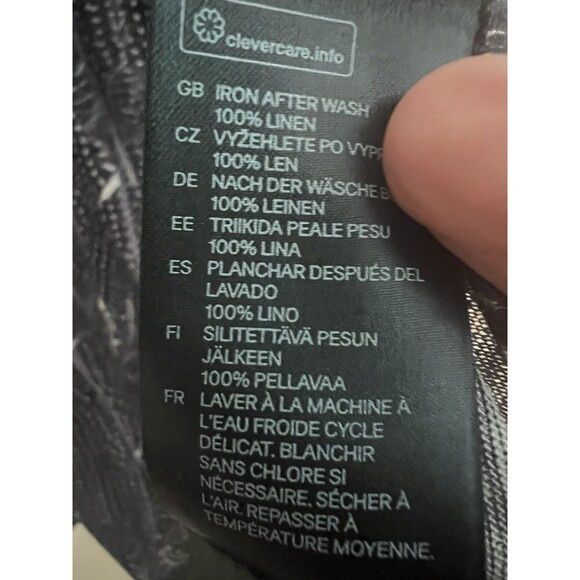 clevercare.info
GB IRON AFTER WASH
100% LINEN
CZ VYŽEHLETE PO
100% LEN
DE NACH DER WÄSCHE
100% LEINEN
EE TRIIKIDA PEALE PESU
100% LINA
ES PLANCHAR DESPUÉS DEL
LAVADO
100% LINO
FI SILITETTÄVÄ PESUN
JÄLKEEN
100% PELLAVAA
FR LAVER À LA MACHINE À
L'EAU FROIDE CYCLE
DÉLICAT. BLANCHIR
SANS CHLORE SI
NÉCESSAIRE. SÉCHER À
L'AIR. REPASSER À
TEMPÉRATURE MOYENNE.